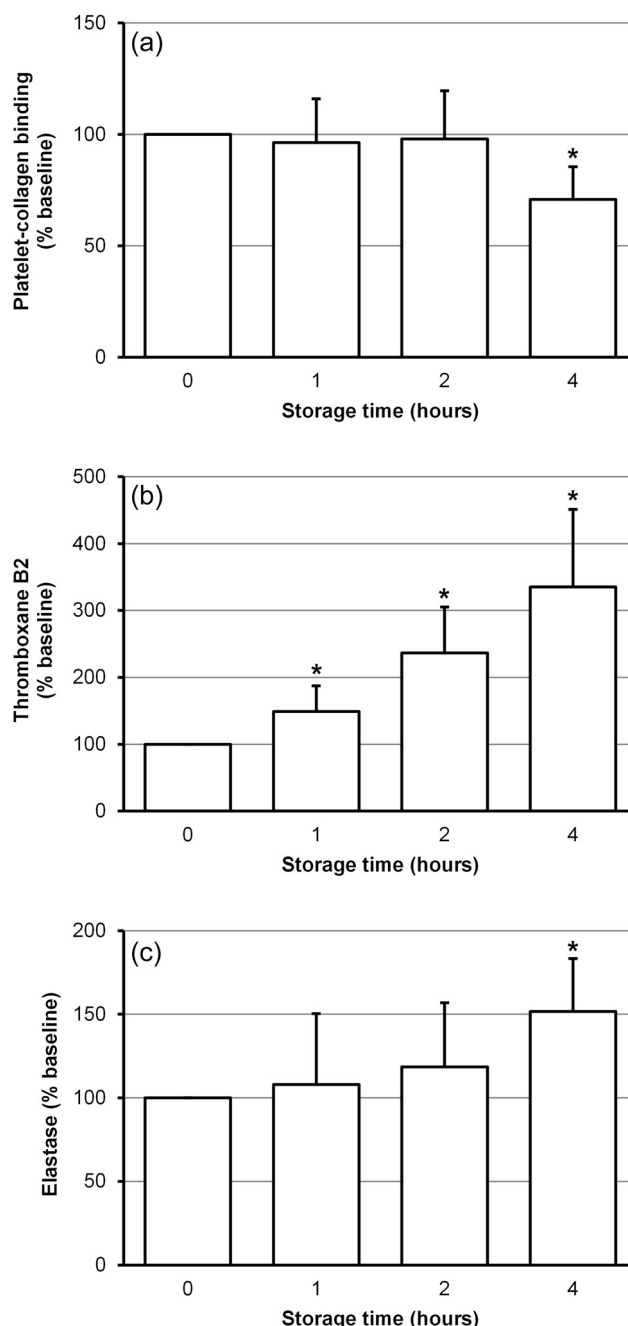 (a)
150
100
50
0
Platelet-collagen binding
(% baseline)
*
0 1 2 4
Storage time (hours)
(b)
500
400
300
200
100
0
Thromboxane B2
(% baseline)
* * *
0 1 2 4
Storage time (hours)
(c)
200
150
100
50
0
Elastase (% baseline)
*
0 1 2 4
Storage time (hours)